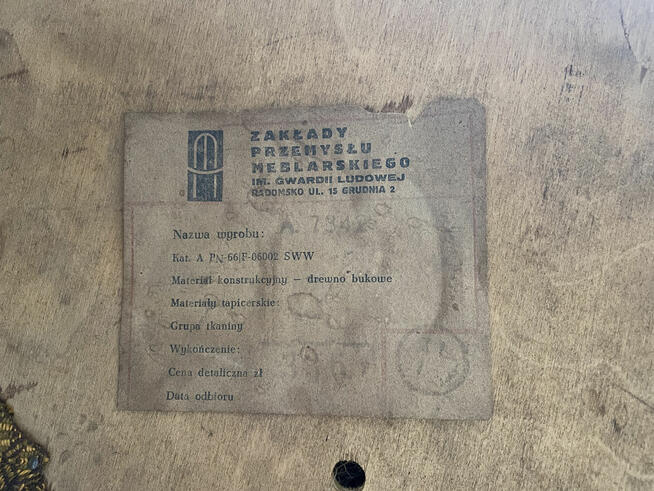 ZAKŁADY
PRZEMYSŁU
MEBLARSKIEGO
IM. GWARDII LUDOWEJ
RADOMSKO UL. 15 GRUDNIA 2
Nazwa wyrobu:
Kat. A PN-66|F-06002 SWW
Materiał konstrukcyjny — drewno bukowe
Materiały tapicerskie:
Grupa tkaniny
Wykończenie:
Cena detaliczna zł
Data odbioru